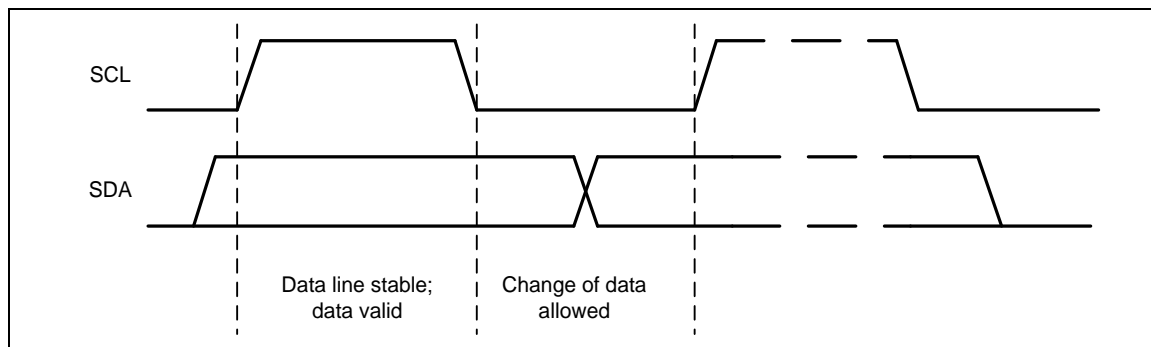 SCL
SDA
Data line stable;
data valid
Change of data
allowed